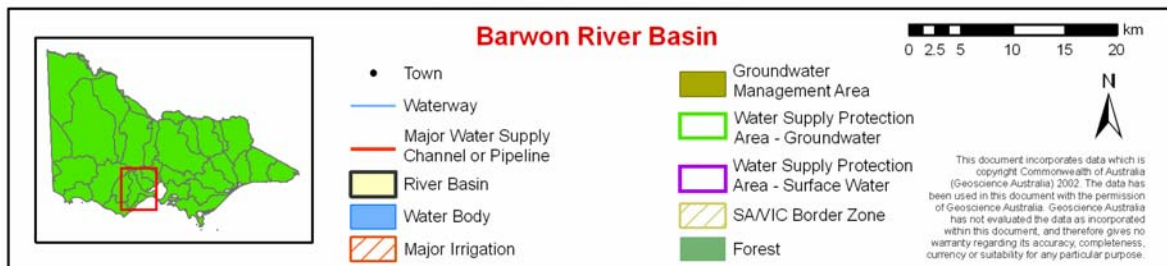 Barwon River Basin
Town
Waterway
Major Water Supply
Channel or Pipeline
River Basin
Water Body
Major Irrigation
Groundwater
Management Area
Water Supply Protection
Area - Groundwater
Water Supply Protection
Area - Surface Water
SA/VIC Border Zone
Forest
km
0 2.5 5 10 15 20
N
This document incorporates data which is
copyright Commonwealth of Australia
(Geoscience Australia) 2002. The data has
been used in this document with the permission
of Geoscience Australia. Geoscience Australia
has not evaluated the data as incorporated
within this document, and therefore gives no
warranty regarding its accuracy, completeness,
currency or suitability for any particular purpose.